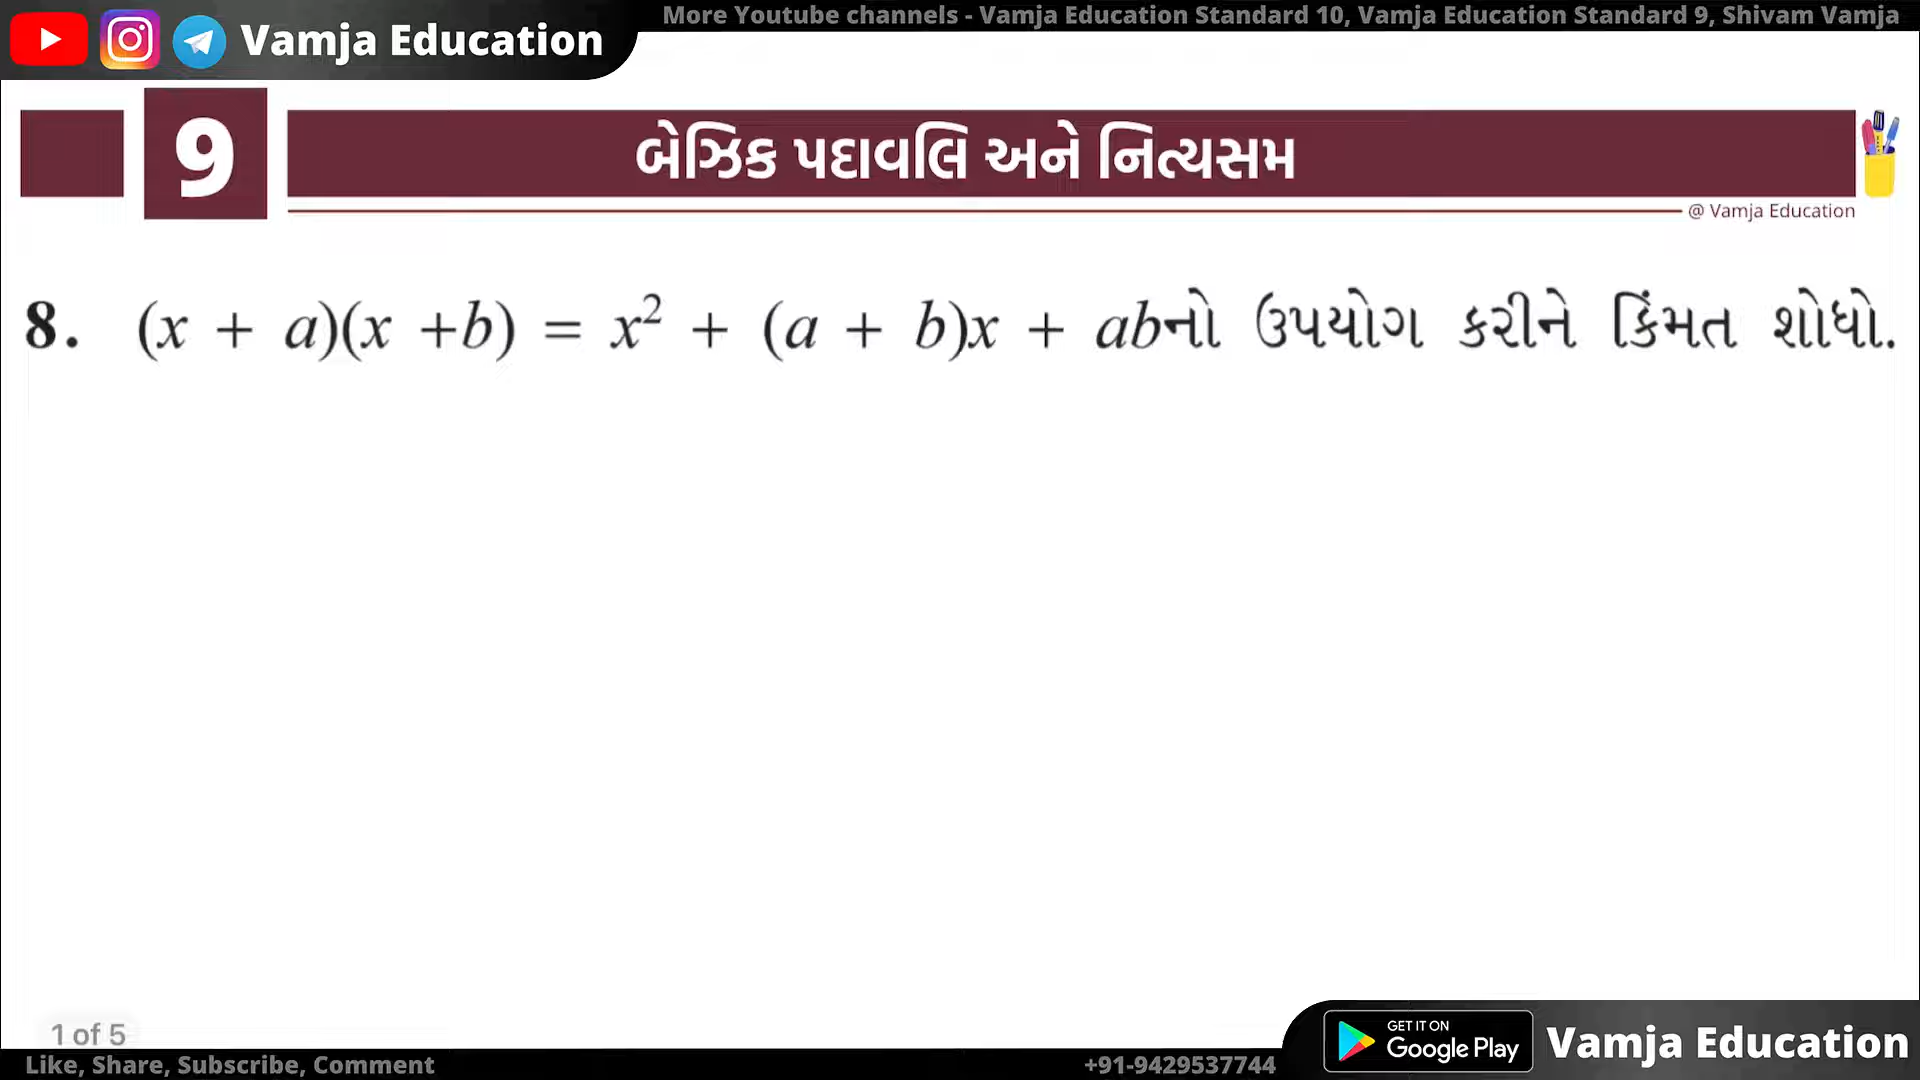 More Youtube channels - Vamja Education Standard 10, Vamja Education Standard 9, Shivam Vamja
Vamja Education
9
બેઝિક પદાવલિ અને નિત્યસમ
@ Vamja Education
8. (x + a)(x +b) = x² + (a + b)x + abનો ઉપયોગ કરીને કિંમત શોધો.
1 of 5
GET IT ON
Google Play
Vamja Education
Like, Share, Subscribe, Comment
+91-9429537744